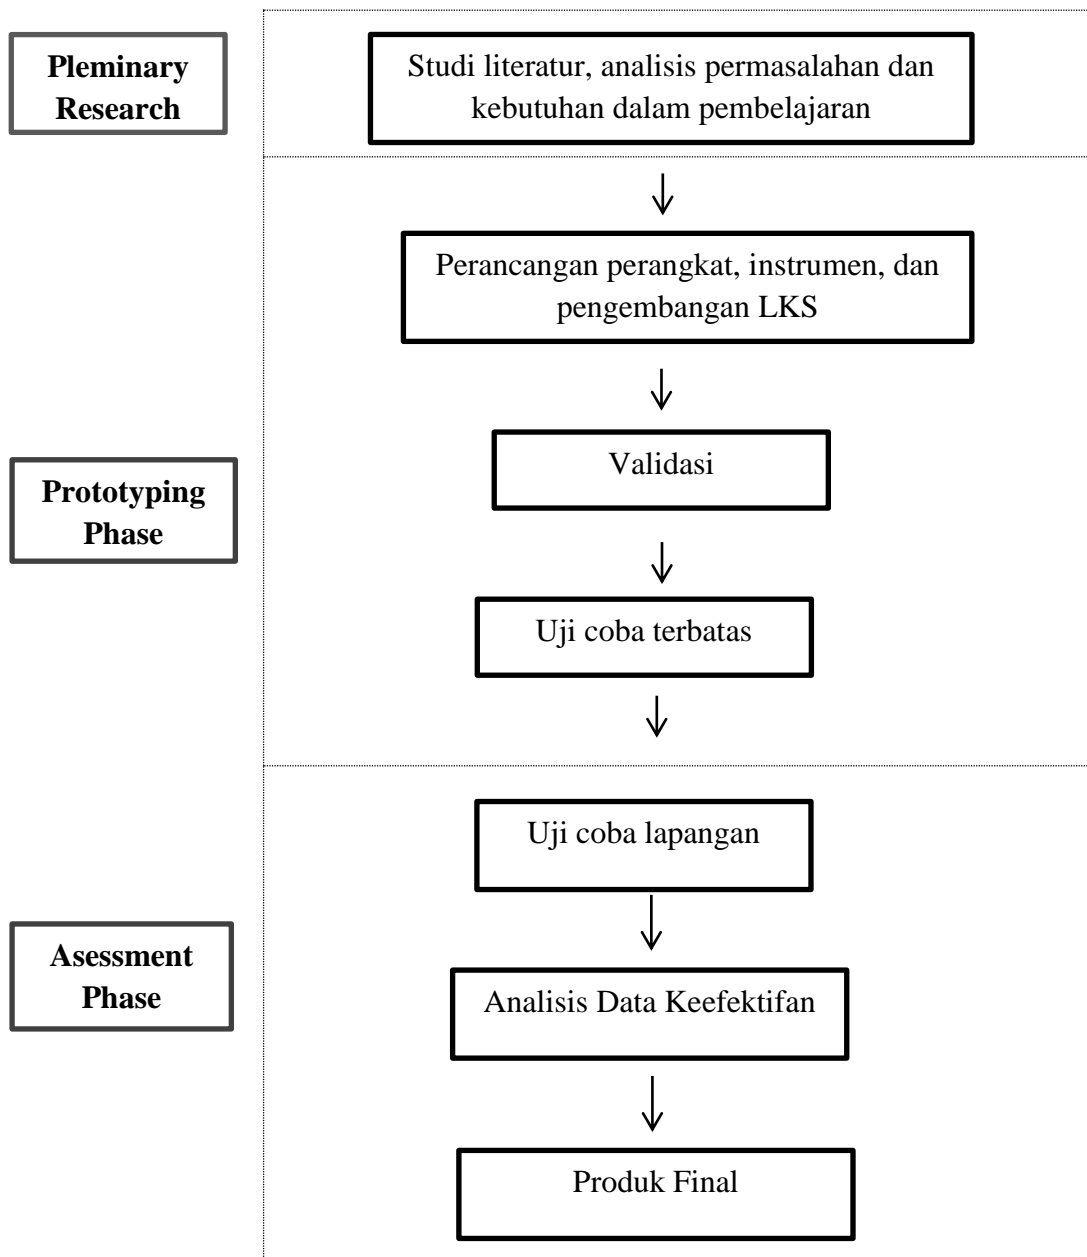 Pleminary
Research
Studi literatur, analisis permasalahan dan
kebutuhan dalam pembelajaran
Perancangan perangkat, instrumen, dan
pengembangan LKS
Prototyping
Phase
Validasi
Uji coba terbatas
Uji coba lapangan
Asessment
Phase
Analisis Data Keefektifan
Produk Final